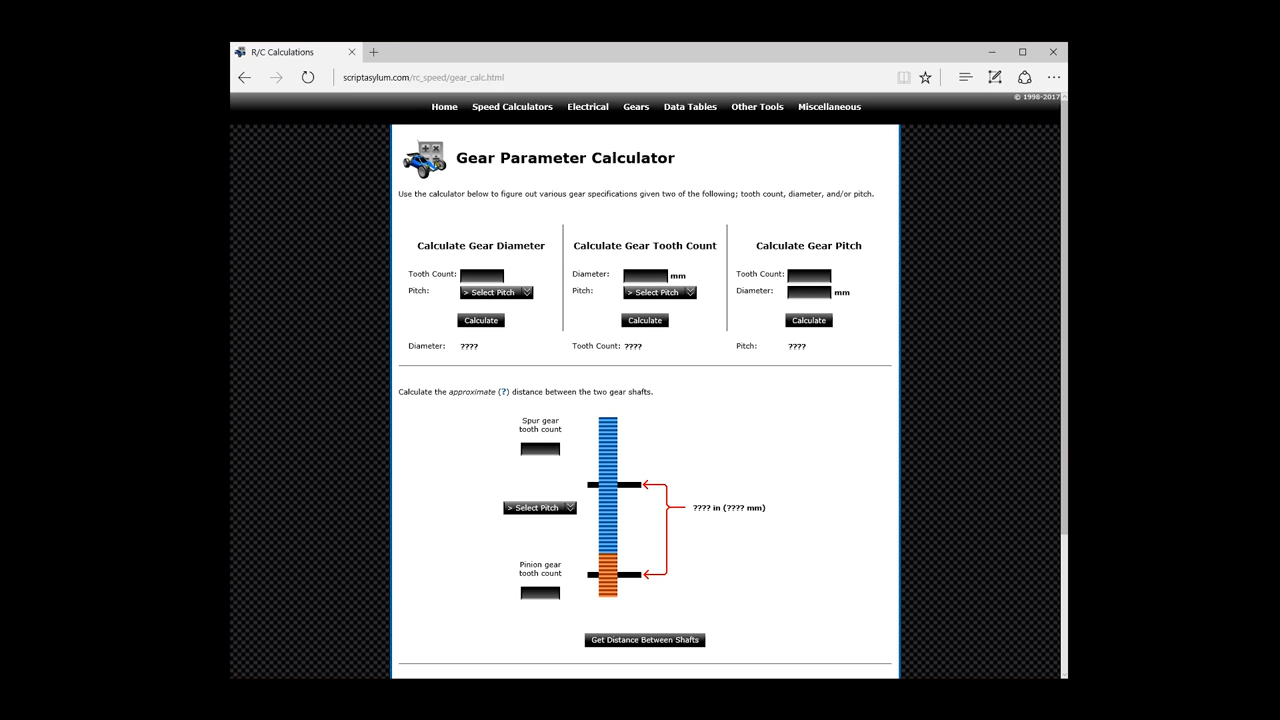 R/C Calculations
scriptasylum.com/rc_speed/gear_calc.html
© 1998-2017
Home Speed Calculators Electrical Gears Data Tables Other Tools Miscellaneous
Gear Parameter Calculator
Use the calculator below to figure out various gear specifications given two of the following; tooth count, diameter, and/or pitch.
Calculate Gear Diameter
Tooth Count:
Pitch: > Select Pitch
Calculate
Diameter: ????
Calculate Gear Tooth Count
Diameter: mm
Pitch: > Select Pitch
Calculate
Tooth Count: ????
Calculate Gear Pitch
Tooth Count:
Diameter: mm
Calculate
Pitch: ????
Calculate the approximate (?) distance between the two gear shafts.
Spur gear
tooth count
> Select Pitch
???? in (???? mm)
Pinion gear
tooth count
Get Distance Between Shafts